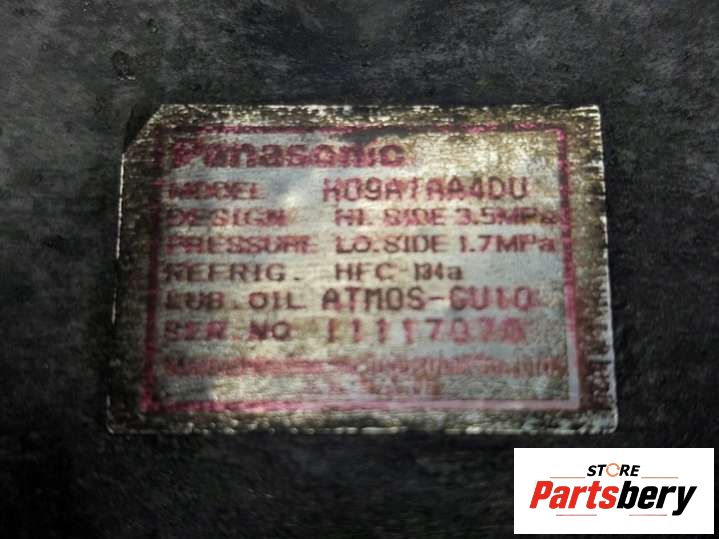 Panasonic
MODEL H09A1AA4DU
DESIGN HI. SIDE 3.5MPa
PRESSURE LO. SIDE 1.7MPa
REFRIG. HFC-134a
LUB. OIL ATMOS-GU10
SER. NO
STORE
Partsbery